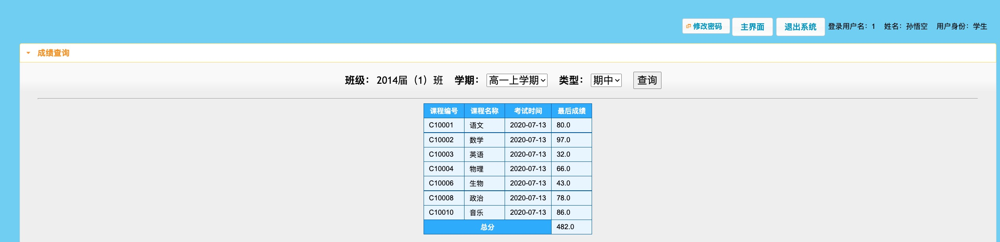 修改密码 主界面 退出系统 登录用户名：1 姓名：孙悟空 用户身份：学生
成绩查询
班级： 2014届（1）班 学期： 高一上学期 类型： 期中 查询
课程编号 课程名称 考试时间 最后成绩
C10001 语文 2020-07-13 80.0
C10002 数学 2020-07-13 97.0
C10003 英语 2020-07-13 32.0
C10004 物理 2020-07-13 66.0
C10006 生物 2020-07-13 43.0
C10008 政治 2020-07-13 78.0
C10010 音乐 2020-07-13 86.0
总分 482.0